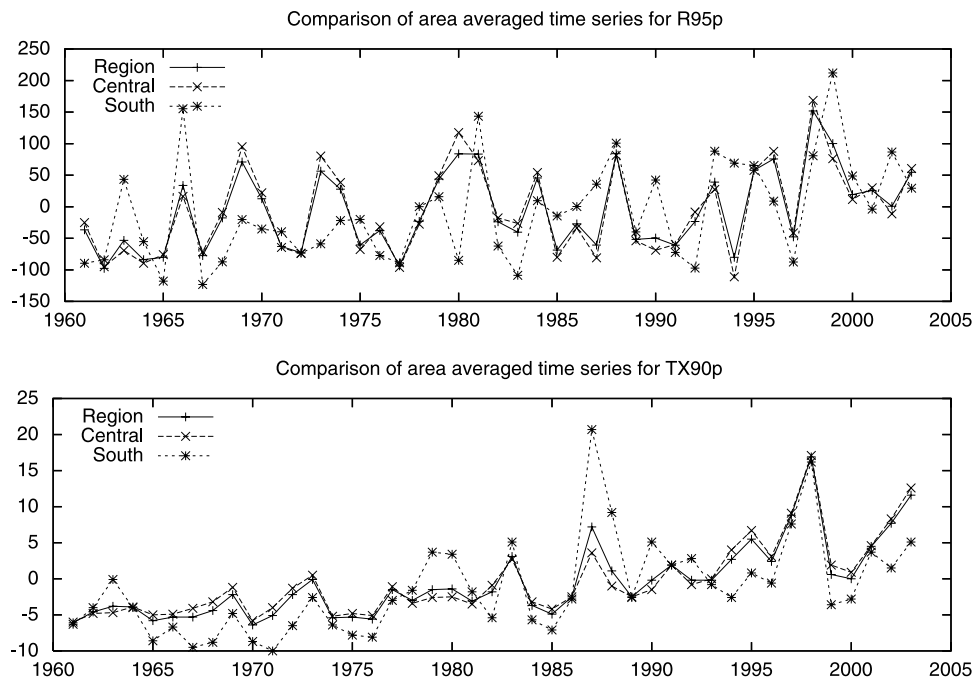 Comparison of area averaged time series for R95p
250
200
150
100
50
0
-50
-100
-150
Region
Central
South
1960 1965 1970 1975 1980 1985 1990 1995 2000 2005
Comparison of area averaged time series for TX90p
25
20
15
10
5
0
-5
-10
Region
Central
South
1960 1965 1970 1975 1980 1985 1990 1995 2000 2005